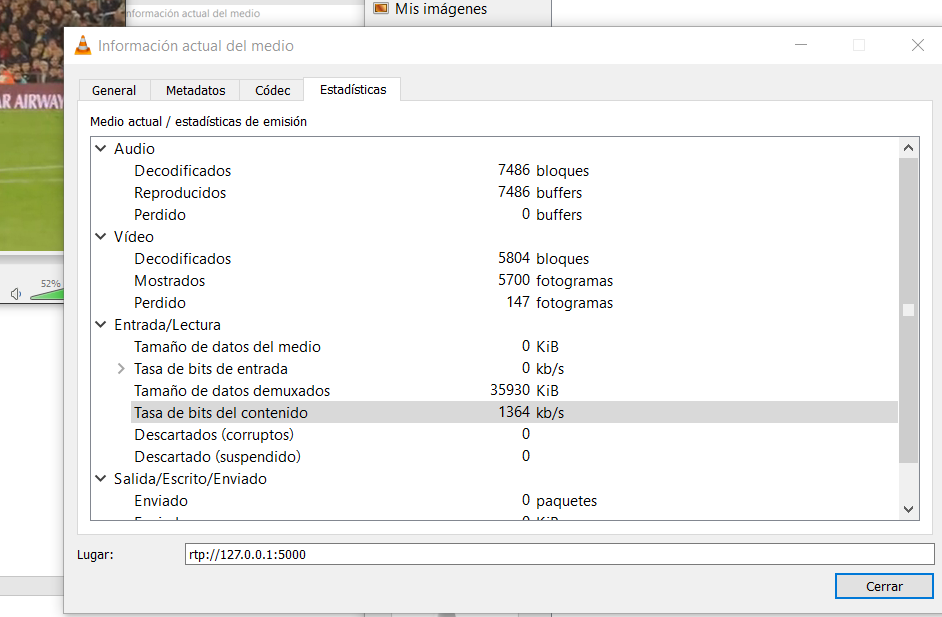 nformación actual del medio
Mis imágenes
Información actual del medio
AR AIRWAY
General Metadatos Códec Estadísticas
Medio actual / estadísticas de emisión
Audio
Decodificados 7486 bloques
Reproducidos 7486 buffers
Perdido 0 buffers
Vídeo
Decodificados 5804 bloques
Mostrados 5700 fotogramas
Perdido 147 fotogramas
52%
Entrada/Lectura
Tamaño de datos del medio 0 KiB
Tasa de bits de entrada 0 kb/s
Tamaño de datos demuxados 35930 KiB
Tasa de bits del contenido 1364 kb/s
Descartados (corruptos) 0
Descartado (suspendido) 0
Salida/Escrito/Enviado
Enviado 0 paquetes
Lugar: rtp://127.0.0.1:5000
Cerrar